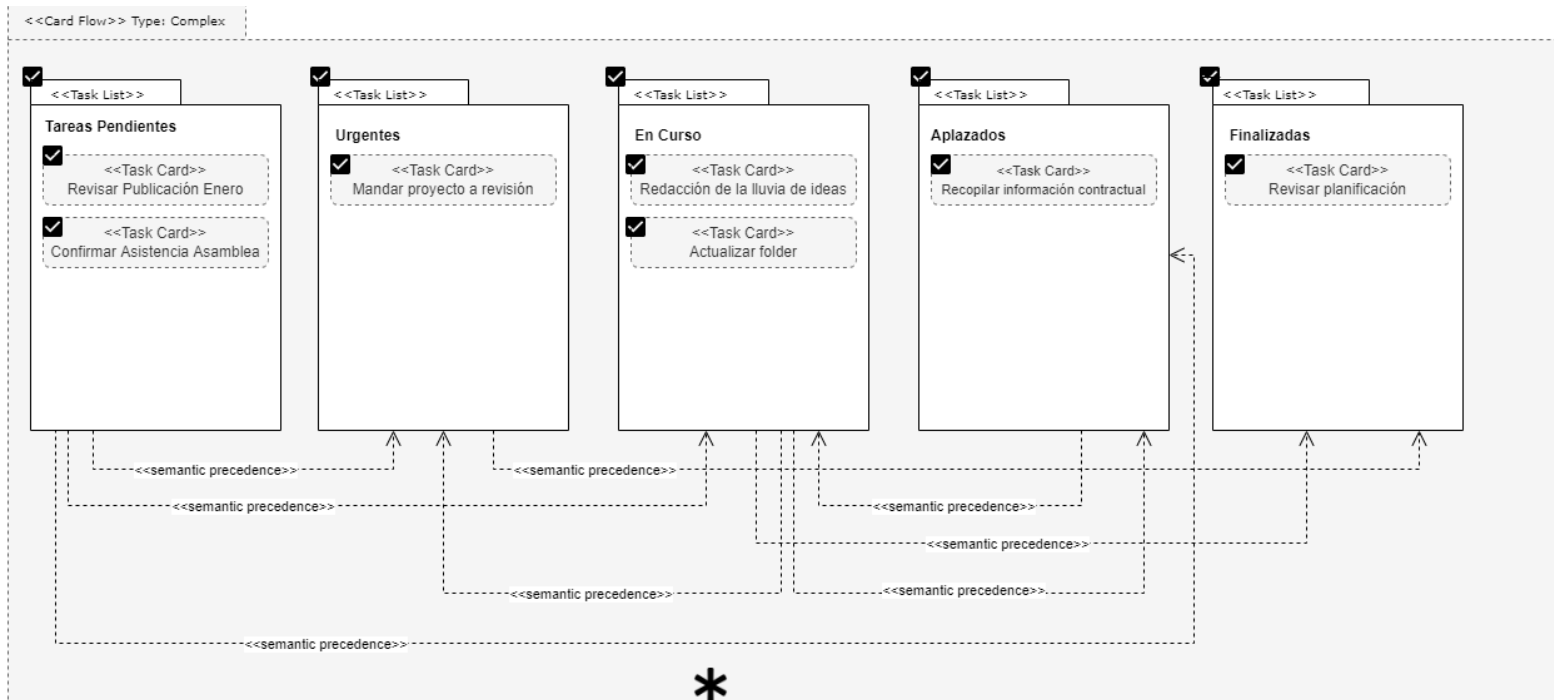 <<Card Flow>> Type: Complex
<<Task List>>
Tareas Pendientes
<<Task Card>>
Revisar Publicación Enero
<<Task Card>>
Confirmar Asistencia Asamblea
<<Task List>>
Urgentes
<<Task Card>>
Mandar proyecto a revisión
<<Task List>>
En Curso
<<Task Card>>
Redacción de la lluvia de ideas
<<Task Card>>
Actualizar folder
<<Task List>>
Aplazados
<<Task Card>>
Recopilar información contractual
<<Task List>>
Finalizadas
<<Task Card>>
Revisar planificación
<<semantic precedence>>
<<semantic precedence>>
<<semantic precedence>>
<<semantic precedence>>
<<semantic precedence>>
<<semantic precedence>>
<<semantic precedence>>
<<semantic precedence>>
*